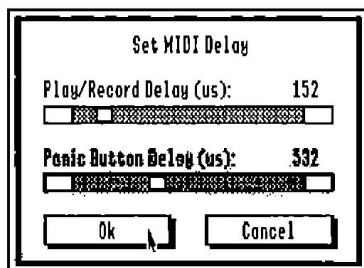 Set MIDI Delay
Play/Record Delay (us): 152
Panic Button Delay (us): 332
Ok Cancel